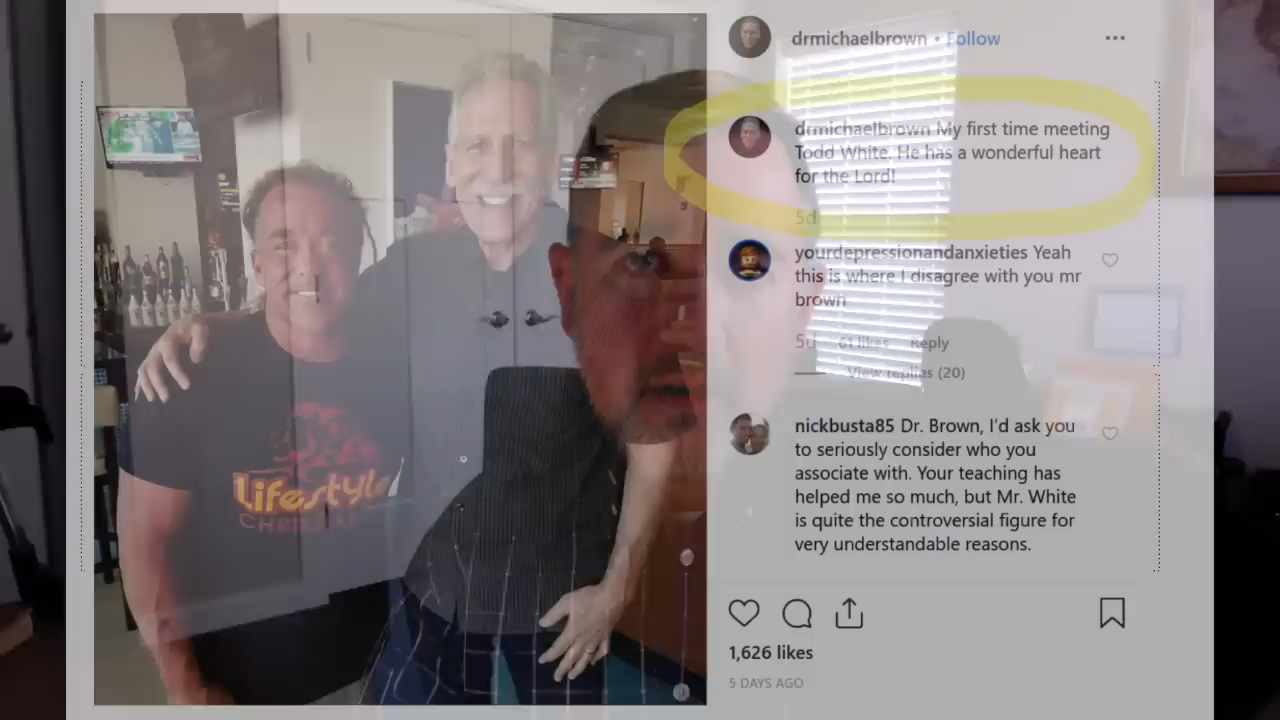 drmichaelbrown • Follow
drmichaelbrown My first time meeting
Todd White. He has a wonderful heart
for the Lord!
5d
yourdepressionandanxieties Yeah
this is where I disagree with you mr
brown
5d 61 likes Reply
View replies (20)
nickbusta85 Dr. Brown, I'd ask you
to seriously consider who you
associate with. Your teaching has
helped me so much, but Mr. White
is quite the controversial figure for
very understandable reasons.
1,626 likes
5 DAYS AGO
Lifestyle
CHRISTIAN